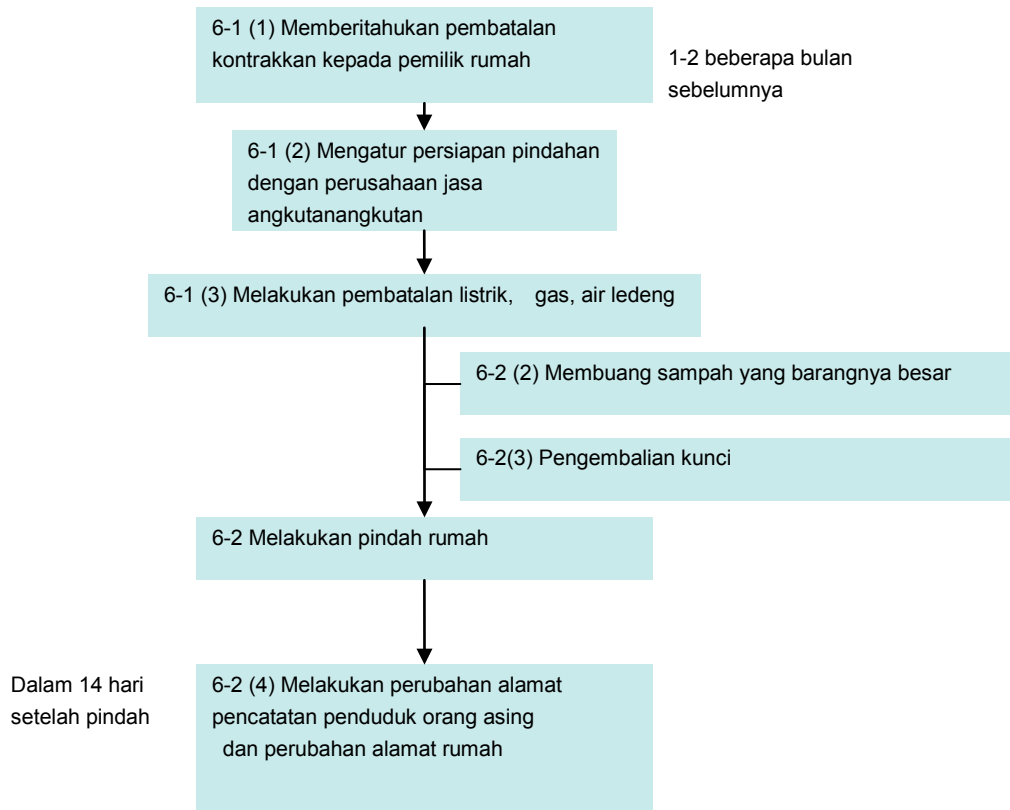 6-1 (1) Memberitahukan pembatalan
kontrakkan kepada pemilik rumah
1-2 beberapa bulan
sebelumnya
6-1 (2) Mengatur persiapan pindahan
dengan perusahaan jasa
angkutanangkutan
6-1 (3) Melakukan pembatalan listrik, gas, air ledeng
6-2 (2) Membuang sampah yang barangnya besar
6-2(3) Pengembalian kunci
6-2 Melakukan pindah rumah
Dalam 14 hari
setelah pindah
6-2 (4) Melakukan perubahan alamat
pencatatan penduduk orang asing
dan perubahan alamat rumah